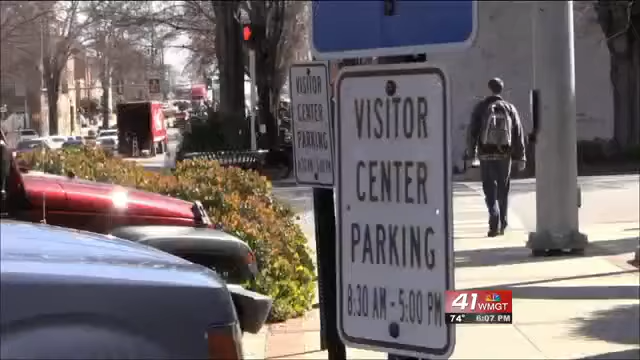 VISITOR
CENTER
PARKING
VISITOR
CENTER
PARKING
8:30 AM - 5:00 PM
41 WMGT
74° 6:07 PM